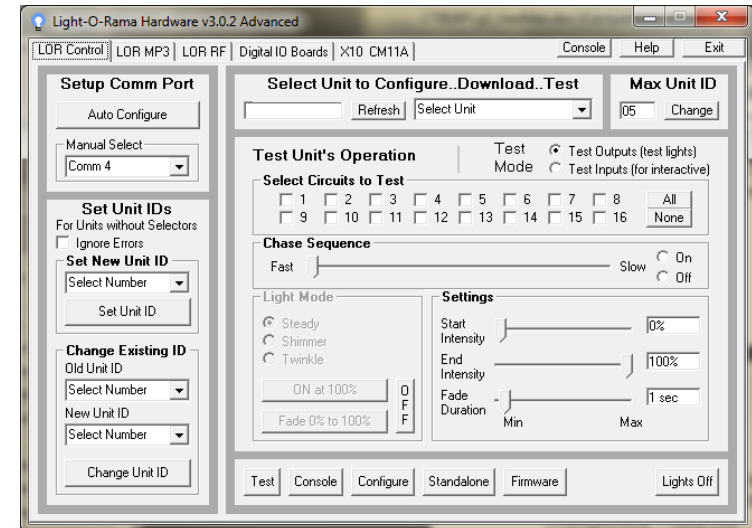 Light-O-Rama Hardware v3.0.2 Advanced
LOR Control LOR MP3 LOR RF Digital IO Boards X10 CM11A Console Help Exit
Setup Comm Port
Auto Configure
Manual Select
Comm 4
Set Unit IDs
For Units without Selectors
Ignore Errors
Set New Unit ID
Select Number
Set Unit ID
Change Existing ID
Old Unit ID
Select Number
New Unit ID
Select Number
Change Unit ID
Select Unit to Configure..Download..Test
Refresh Select Unit
Max Unit ID
05 Change
Test Unit's Operation
Test Mode
Test Outputs (test lights)
Test Inputs (for interactive)
Select Circuits to Test
1 2 3 4 5 6 7 8 All
9 10 11 12 13 14 15 16 None
Chase Sequence
Fast Slow On
Off
Light Mode
Steady
Shimmer
Twinkle
ON at 100%
Fade 0% to 100%
OFF
Settings
Start Intensity 0%
End Intensity 100%
Fade Duration 1 sec
Min Max
Test Console Configure Standalone Firmware Lights Off